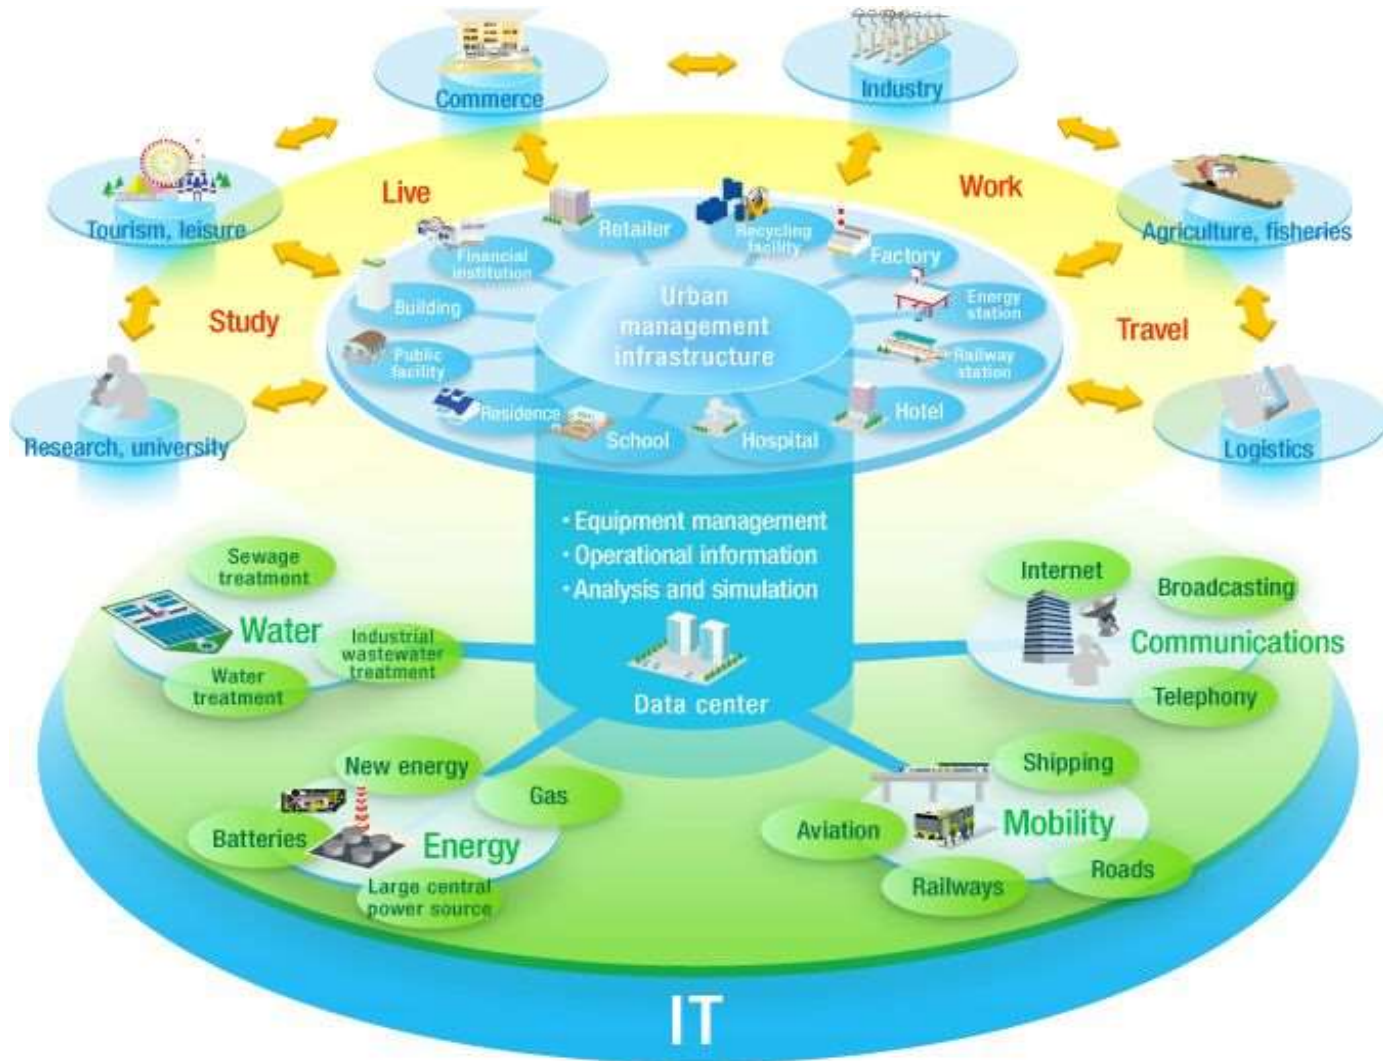 Commerce
Industry
Tourism, leisure
Agriculture, fisheries
Live
Work
Study
Travel
Research, university
Logistics
Retailer
Recycling
facility
Financial
institution
Factory
Building
Energy
station
Public
facility
Railway
station
Residence
School
Hospital
Hotel
Urban
management
infrastructure
• Equipment management
• Operational information
• Analysis and simulation
Data center
Sewage
treatment
Water
Industrial
wastewater
treatment
Water
treatment
Internet
Broadcasting
Communications
Telephony
New energy
Gas
Batteries
Energy
Large central
power source
Shipping
Aviation
Mobility
Railways
Roads
IT